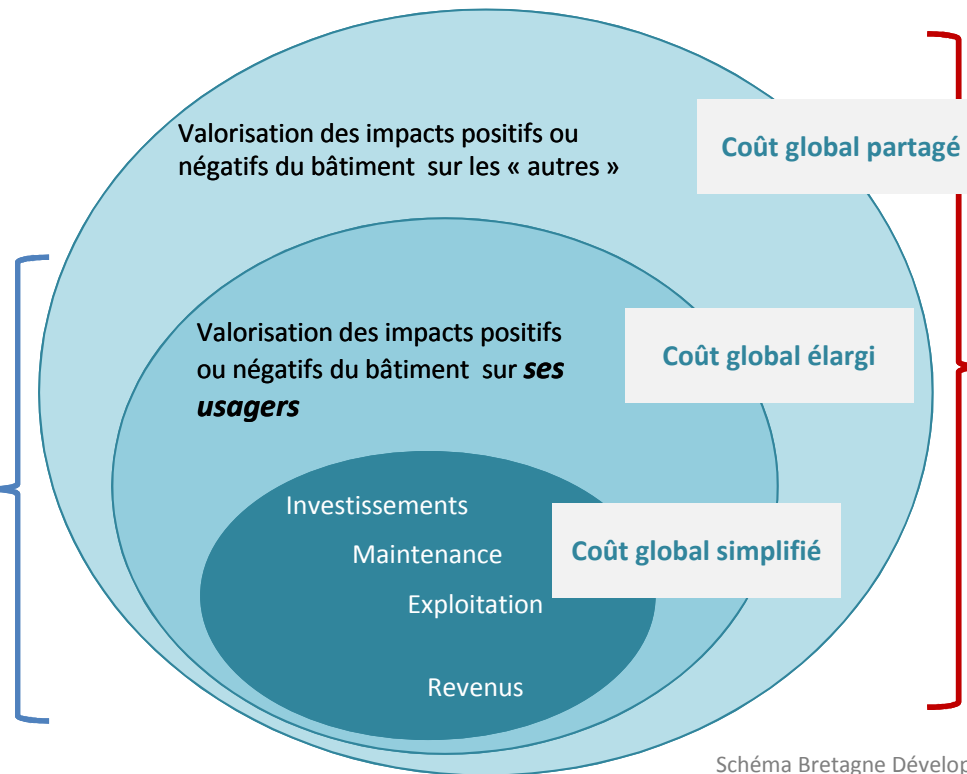 Valorisation des impacts positifs ou
négatifs du bâtiment sur les « autres »
Coût global partagé
Valorisation des impacts positifs
ou négatifs du bâtiment sur ses
usagers
Coût global élargi
Investissements
Maintenance
Exploitation
Revenus
Coût global simplifié
Schéma Bretagne Dévelop